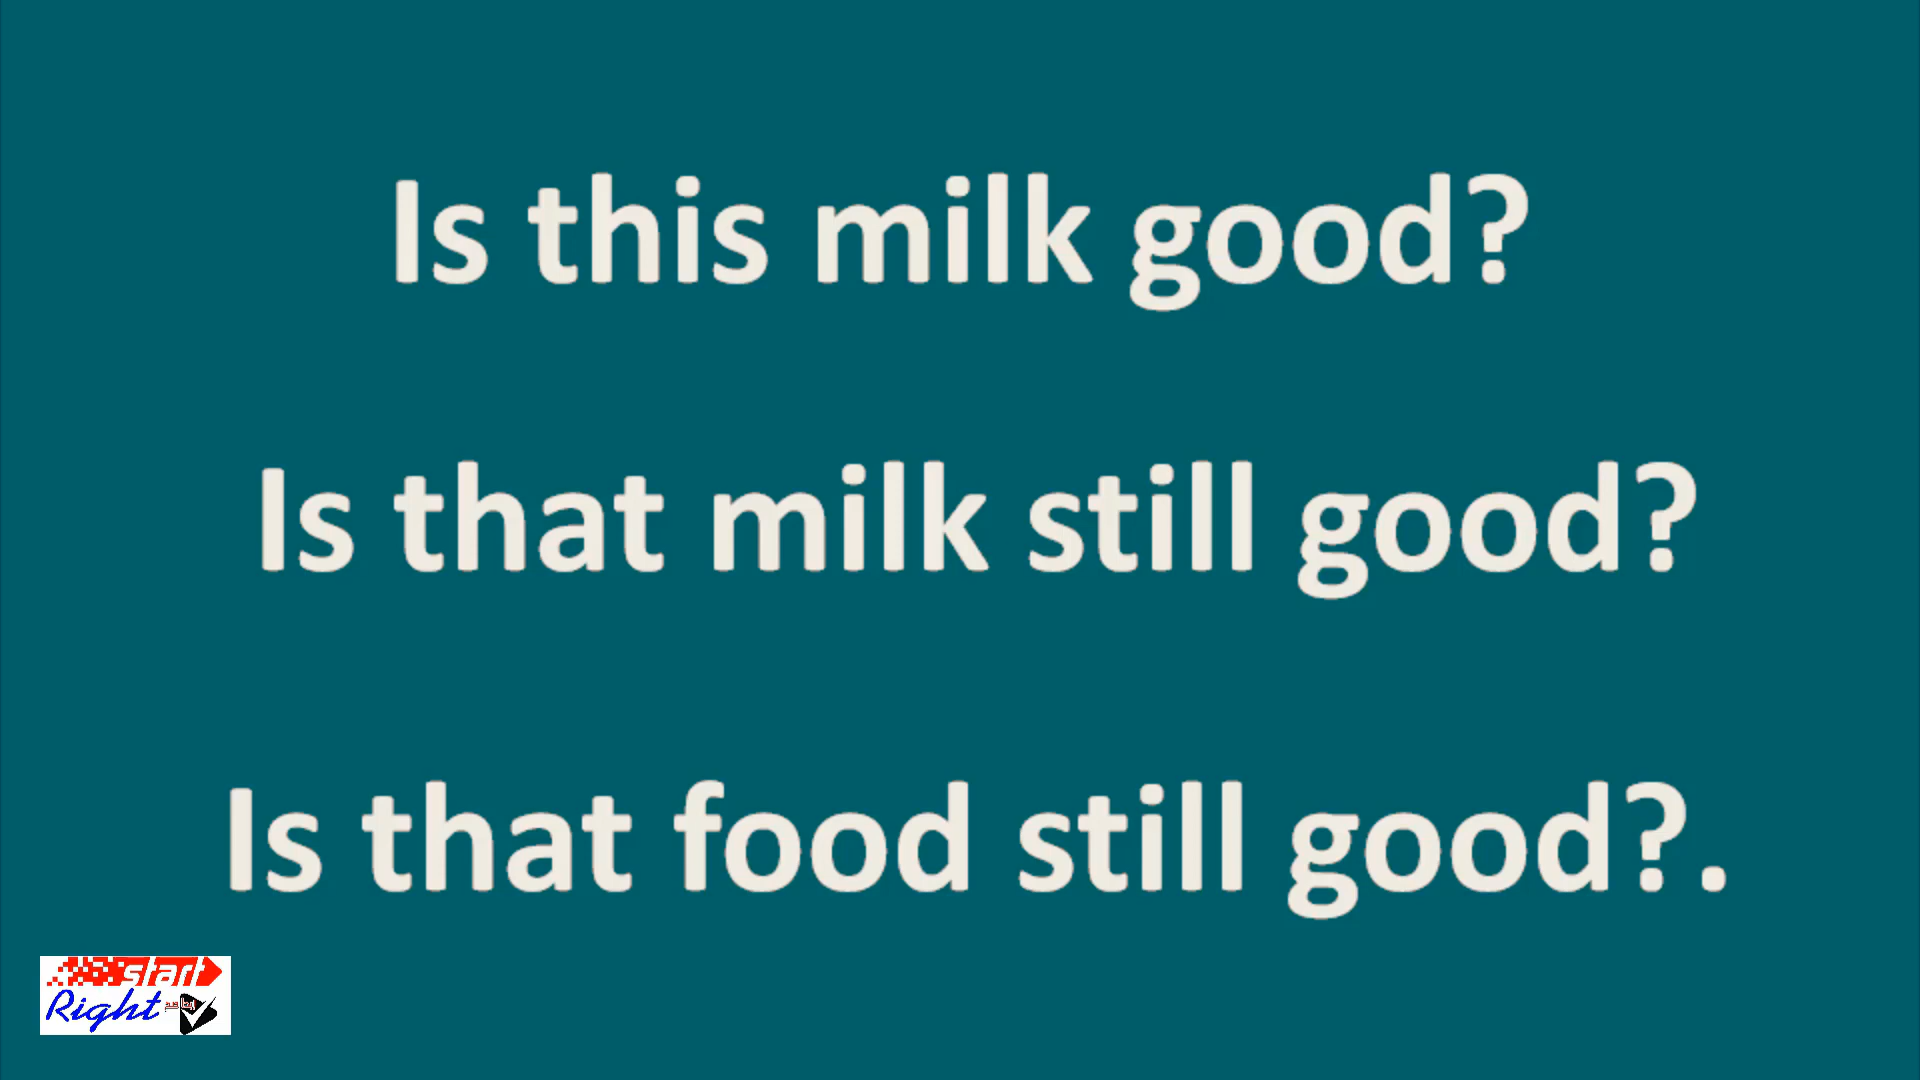 Is this milk good?
Is that milk still good?
Is that food still good?.
start
Right